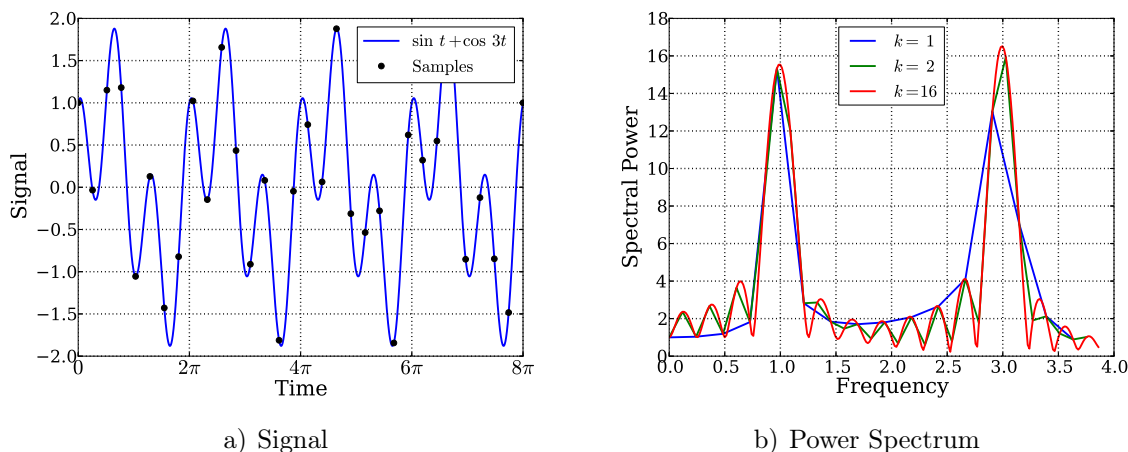 2.0
1.5
1.0
0.5
0.0
−0.5
−1.0
−1.5
−2.0
Signal
sin t+cos 3t
Samples
0 2π 4π 6π 8π
Time
a) Signal
18
16
14
12
10
8
6
4
2
0
Spectral Power
k= 1
k= 2
k=16
0.0 0.5 1.0 1.5 2.0 2.5 3.0 3.5 4.0
Frequency
b) Power Spectrum